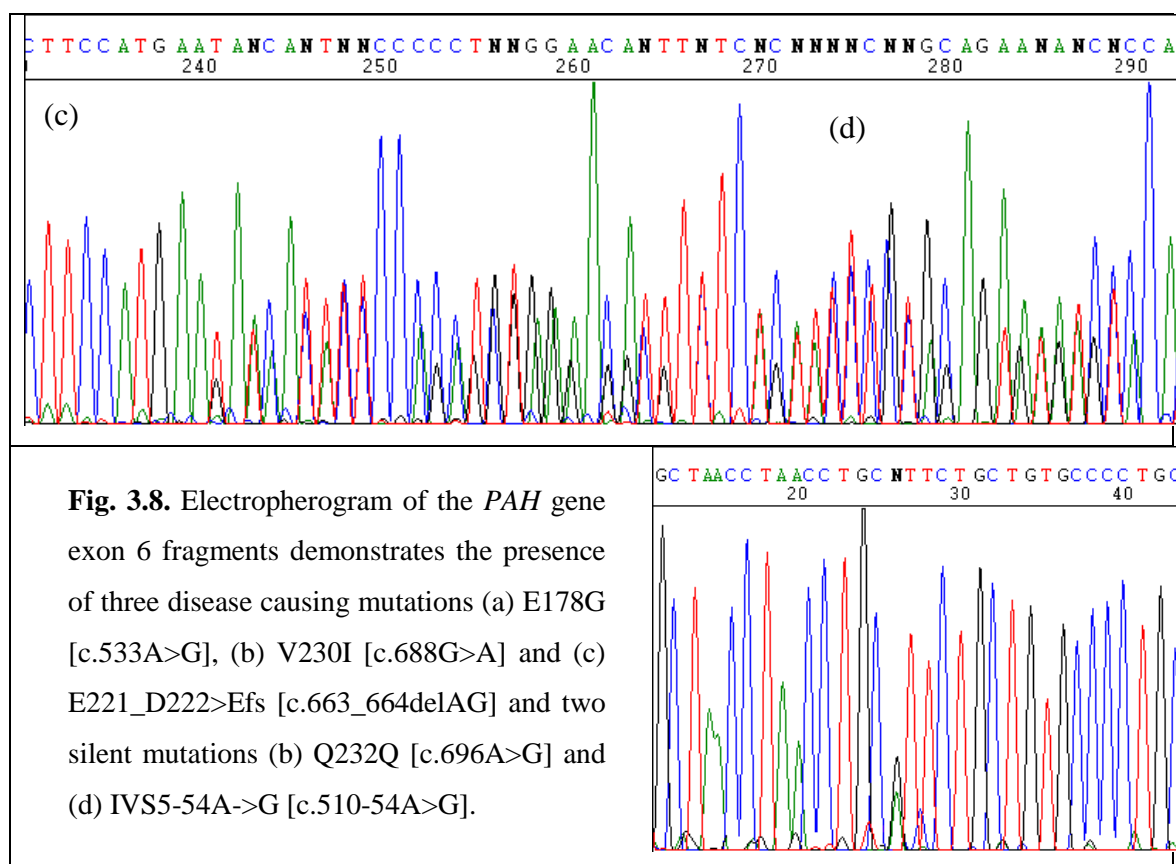 CTTCCATGAATANCANTNNCCCCCTNNGGAACANTTNTCNCNNNNCNNGCAGAANANCNCCA
240 250 260 270 280 290
(c) (d)
GCTAACCTAACCTGCNTTCTGCTGTGCCCCTGC
20 30 40
Fig. 3.8. Electropherogram of the PAH gene
exon 6 fragments demonstrates the presence
of three disease causing mutations (a) E178G
[c.533A>G], (b) V230I [c.688G>A] and (c)
E221_D222>Efs [c.663_664delAG] and two
silent mutations (b) Q232Q [c.696A>G] and
(d) IVS5-54A->G [c.510-54A>G].